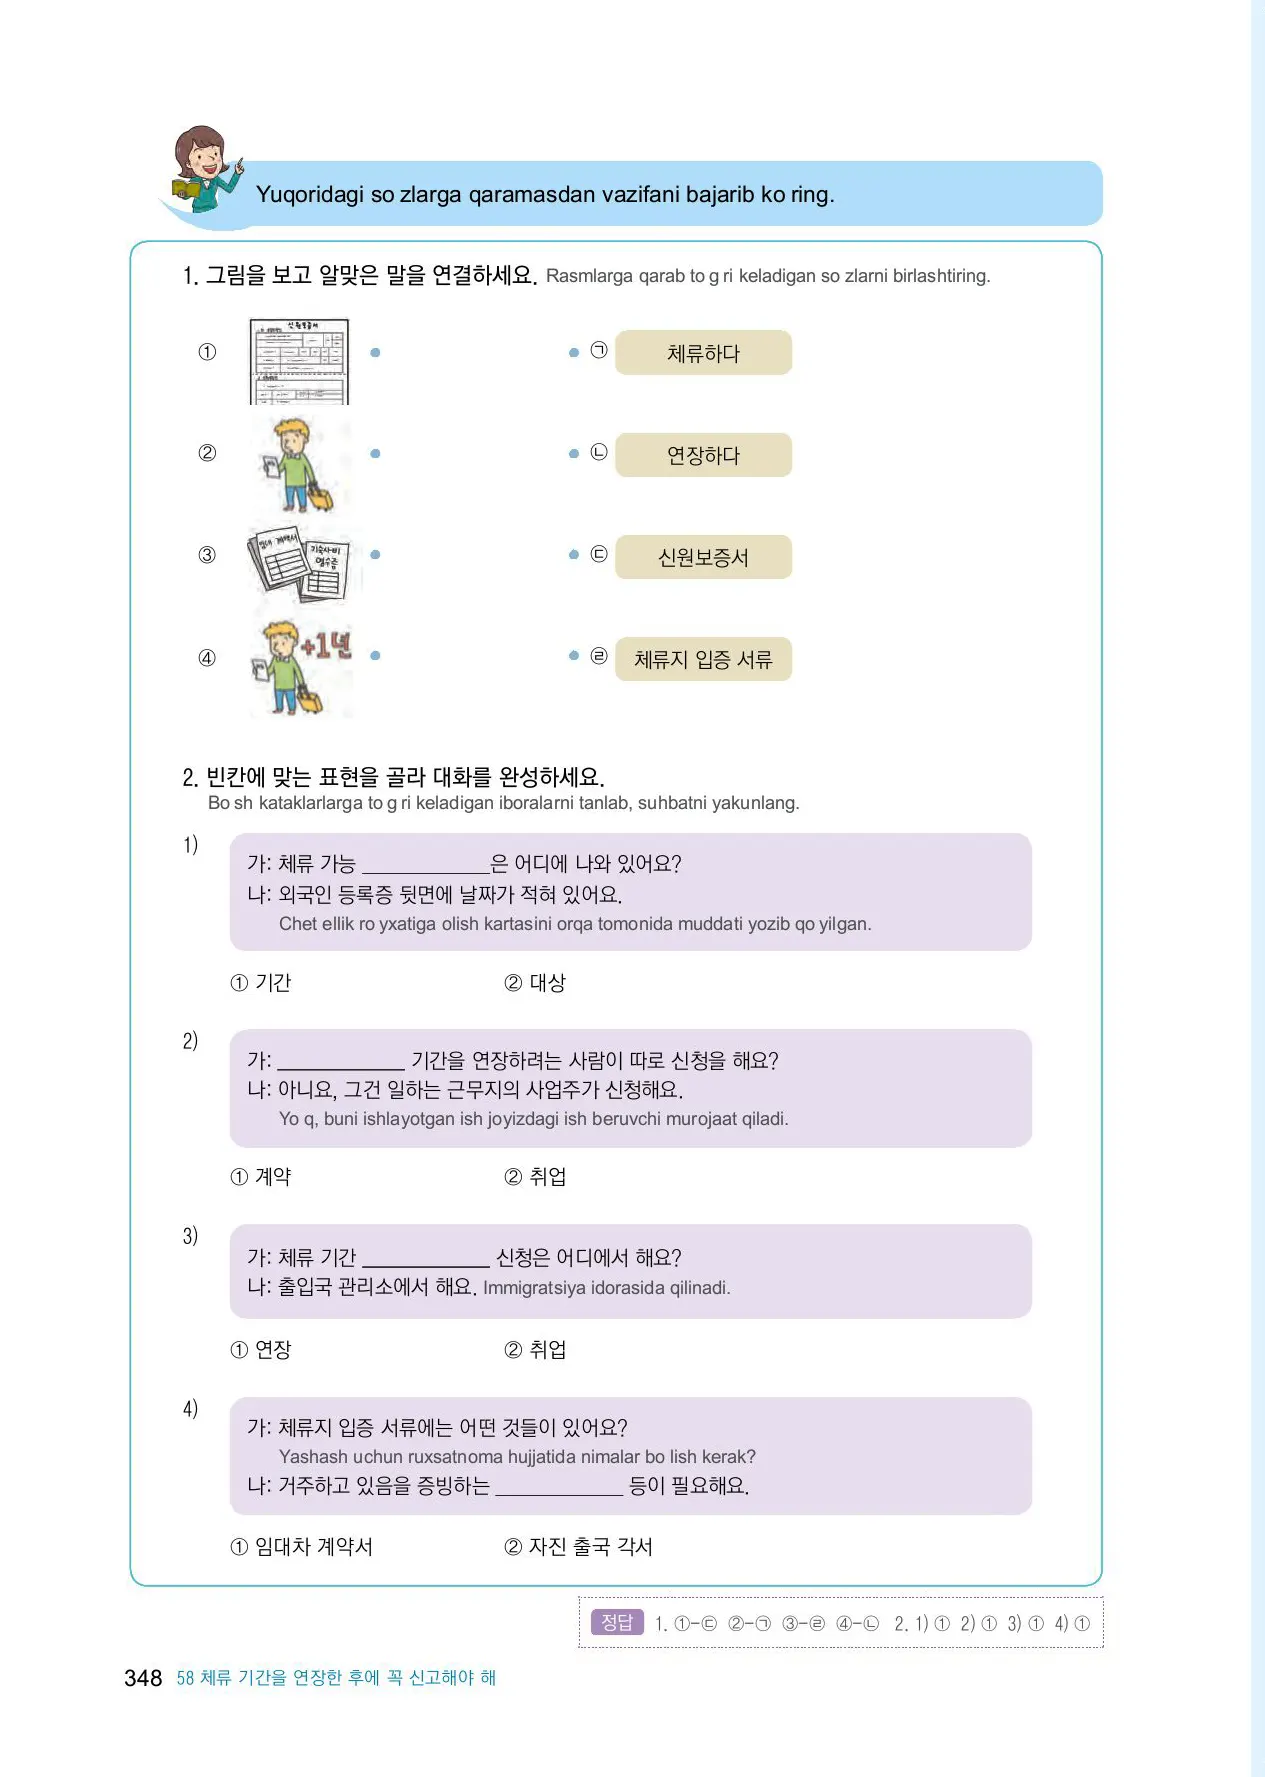 Yuqoridagi so zlarga qaramasdan vazifani bajarib ko ring.
1. 그림을 보고 알맞은 말을 연결하세요. Rasmlarga qarab to g ri keladigan so zlarni birlashtiring.
① 신원보증서 ㉠ 체류하다
② ㉡ 연장하다
③ 임대 계약서 기숙사비 영수증 ㉢ 신원보증서
④ +1년 ㉣ 체류지 입증 서류
2. 빈칸에 맞는 표현을 골라 대화를 완성하세요.
Bo sh kataklarlarga to g ri keladigan iboralarni tanlab, suhbatni yakunlang.
1)
가: 체류 가능 ____________은 어디에 나와 있어요?
나: 외국인 등록증 뒷면에 날짜가 적혀 있어요.
Chet ellik ro yxatiga olish kartasini orqa tomonida muddati yozib qo yilgan.
① 기간 ② 대상
2)
가: ____________ 기간을 연장하려는 사람이 따로 신청을 해요?
나: 아니요, 그건 일하는 근무지의 사업주가 신청해요.
Yo q, buni ishlayotgan ish joyizdagi ish beruvchi murojaat qiladi.
① 계약 ② 취업
3)
가: 체류 기간 ____________ 신청은 어디에서 해요?
나: 출입국 관리소에서 해요. Immigratsiya idorasida qilinadi.
① 연장 ② 취업
4)
가: 체류지 입증 서류에는 어떤 것들이 있어요?
Yashash uchun ruxsatnoma hujjatida nimalar bo lish kerak?
나: 거주하고 있음을 증빙하는 ____________ 등이 필요해요.
① 임대차 계약서 ② 자진 출국 각서
정답 1. ①-㉢ ②-㉠ ③-㉣ ④-㉡ 2. 1) ① 2) ① 3) ① 4) ①
348 58 체류 기간을 연장한 후에 꼭 신고해야 해